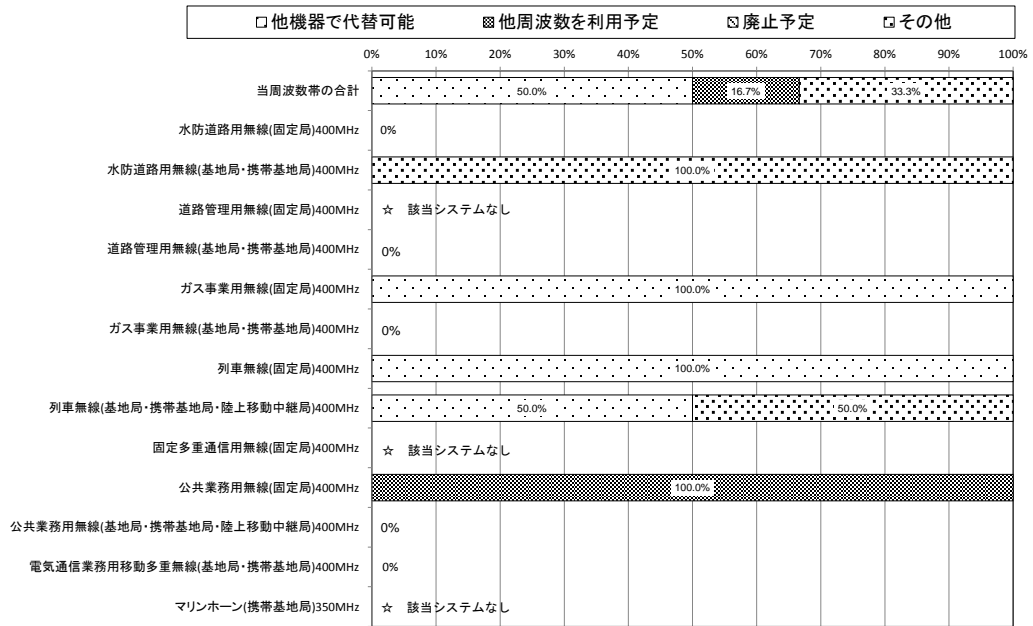 他機器で代替可能 他周波数を利用予定 廃止予定 その他
0% 10% 20% 30% 40% 50% 60% 70% 80% 90% 100%
当周波数帯の合計 50.0% 16.7% 33.3%
水防道路用無線(固定局)400MHz 0%
水防道路用無線(基地局・携帯基地局)400MHz 100.0%
道路管理用無線(固定局)400MHz ☆ 該当システムなし
道路管理用無線(基地局・携帯基地局)400MHz 0%
ガス事業用無線(固定局)400MHz 100.0%
ガス事業用無線(基地局・携帯基地局)400MHz 0%
列車無線(固定局)400MHz 100.0%
列車無線(基地局・携帯基地局・陸上移動中継局)400MHz 50.0% 50.0%
固定多重通信用無線(固定局)400MHz ☆ 該当システムなし
公共業務用無線(固定局)400MHz 100.0%
公共業務用無線(基地局・携帯基地局・陸上移動中継局)400MHz 0%
電気通信業務用移動多重無線(基地局・携帯基地局)400MHz 0%
マリンホーン(携帯基地局)350MHz ☆ 該当システムなし